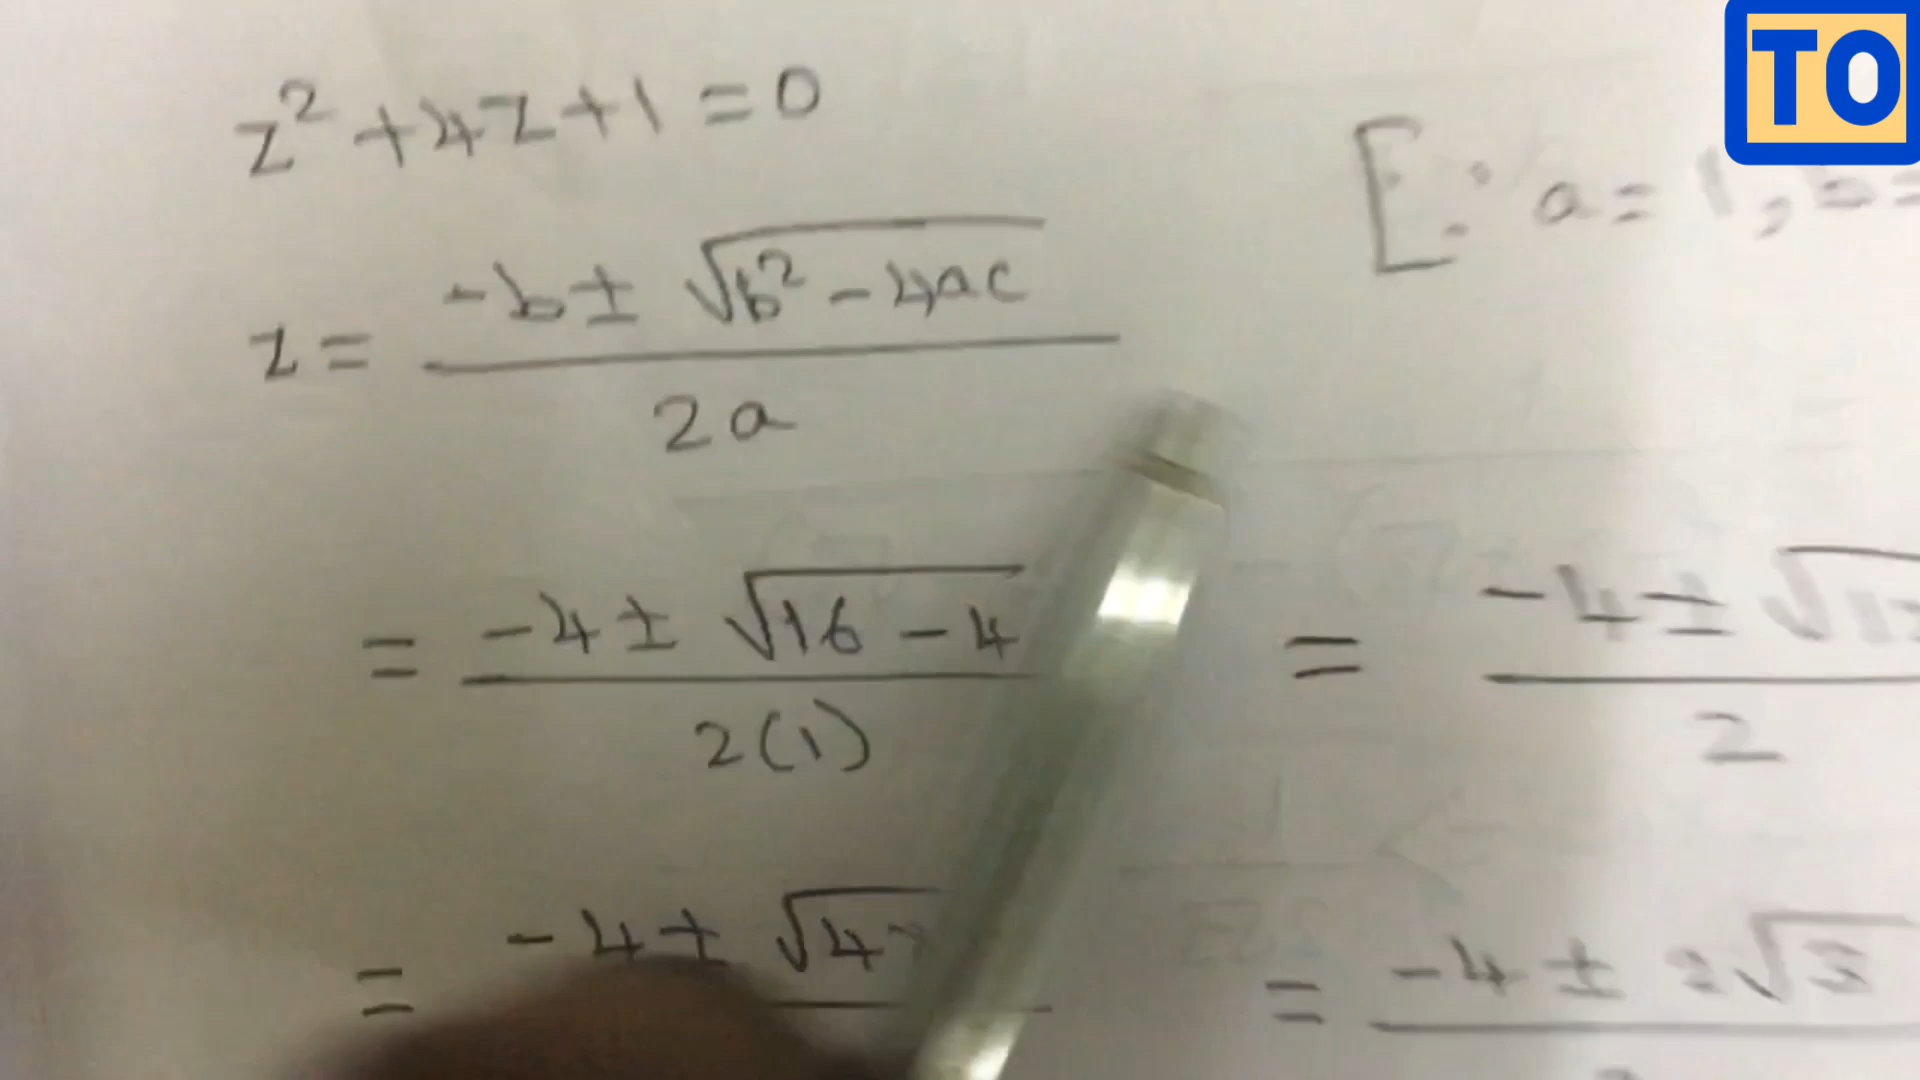 TO
z² + 4z + 1 = 0
[∵ a = 1, b =
z = (-b ± √(b² - 4ac)) / 2a
= (-4 ± √(16 - 4)) / 2(1) = (-4 ± √) / 2
= -4 ± √4 = -4 ± 2√3